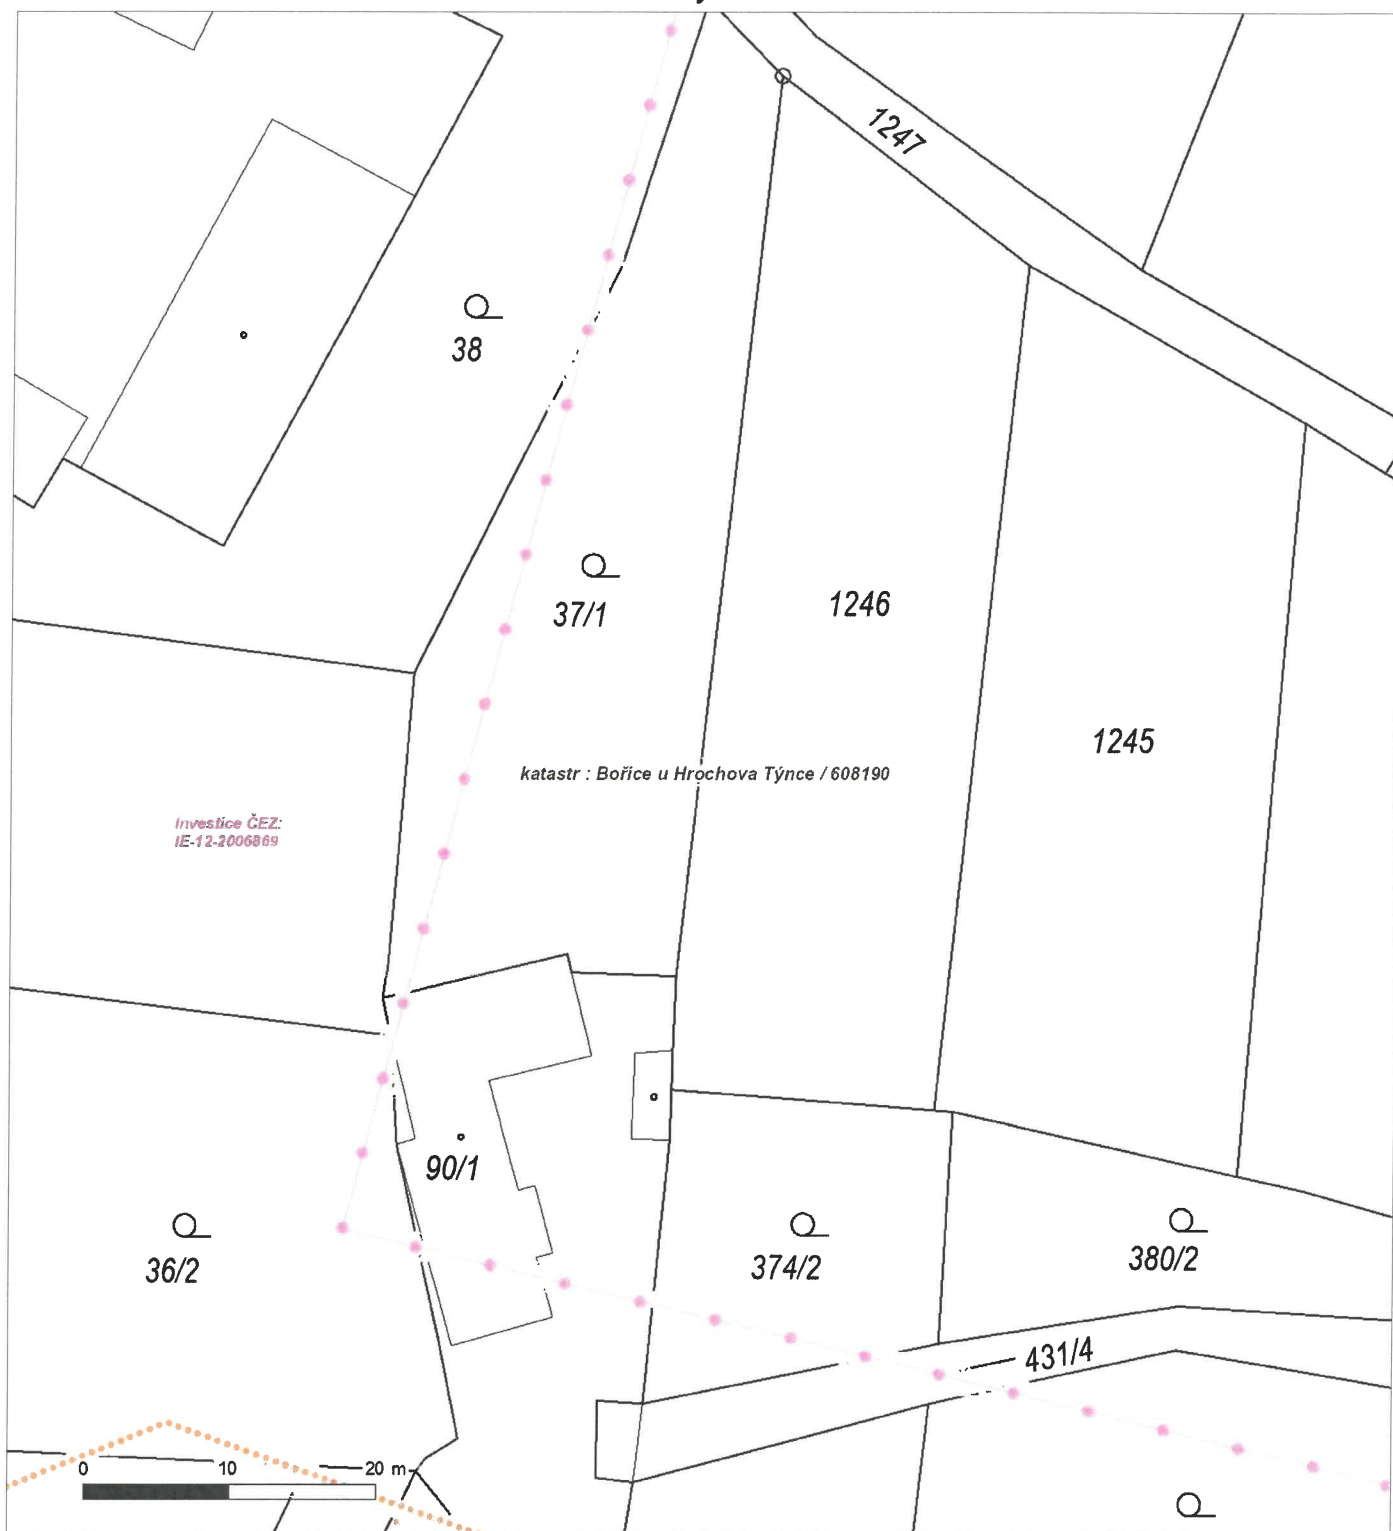 1247
38
37/1
1246
1245
katastr : Bořice u Hrochova Týnce / 608190
Investice ČEZ:
IE-12-2006869
90/1
36/2
374/2
380/2
431/4
0 10 20 m